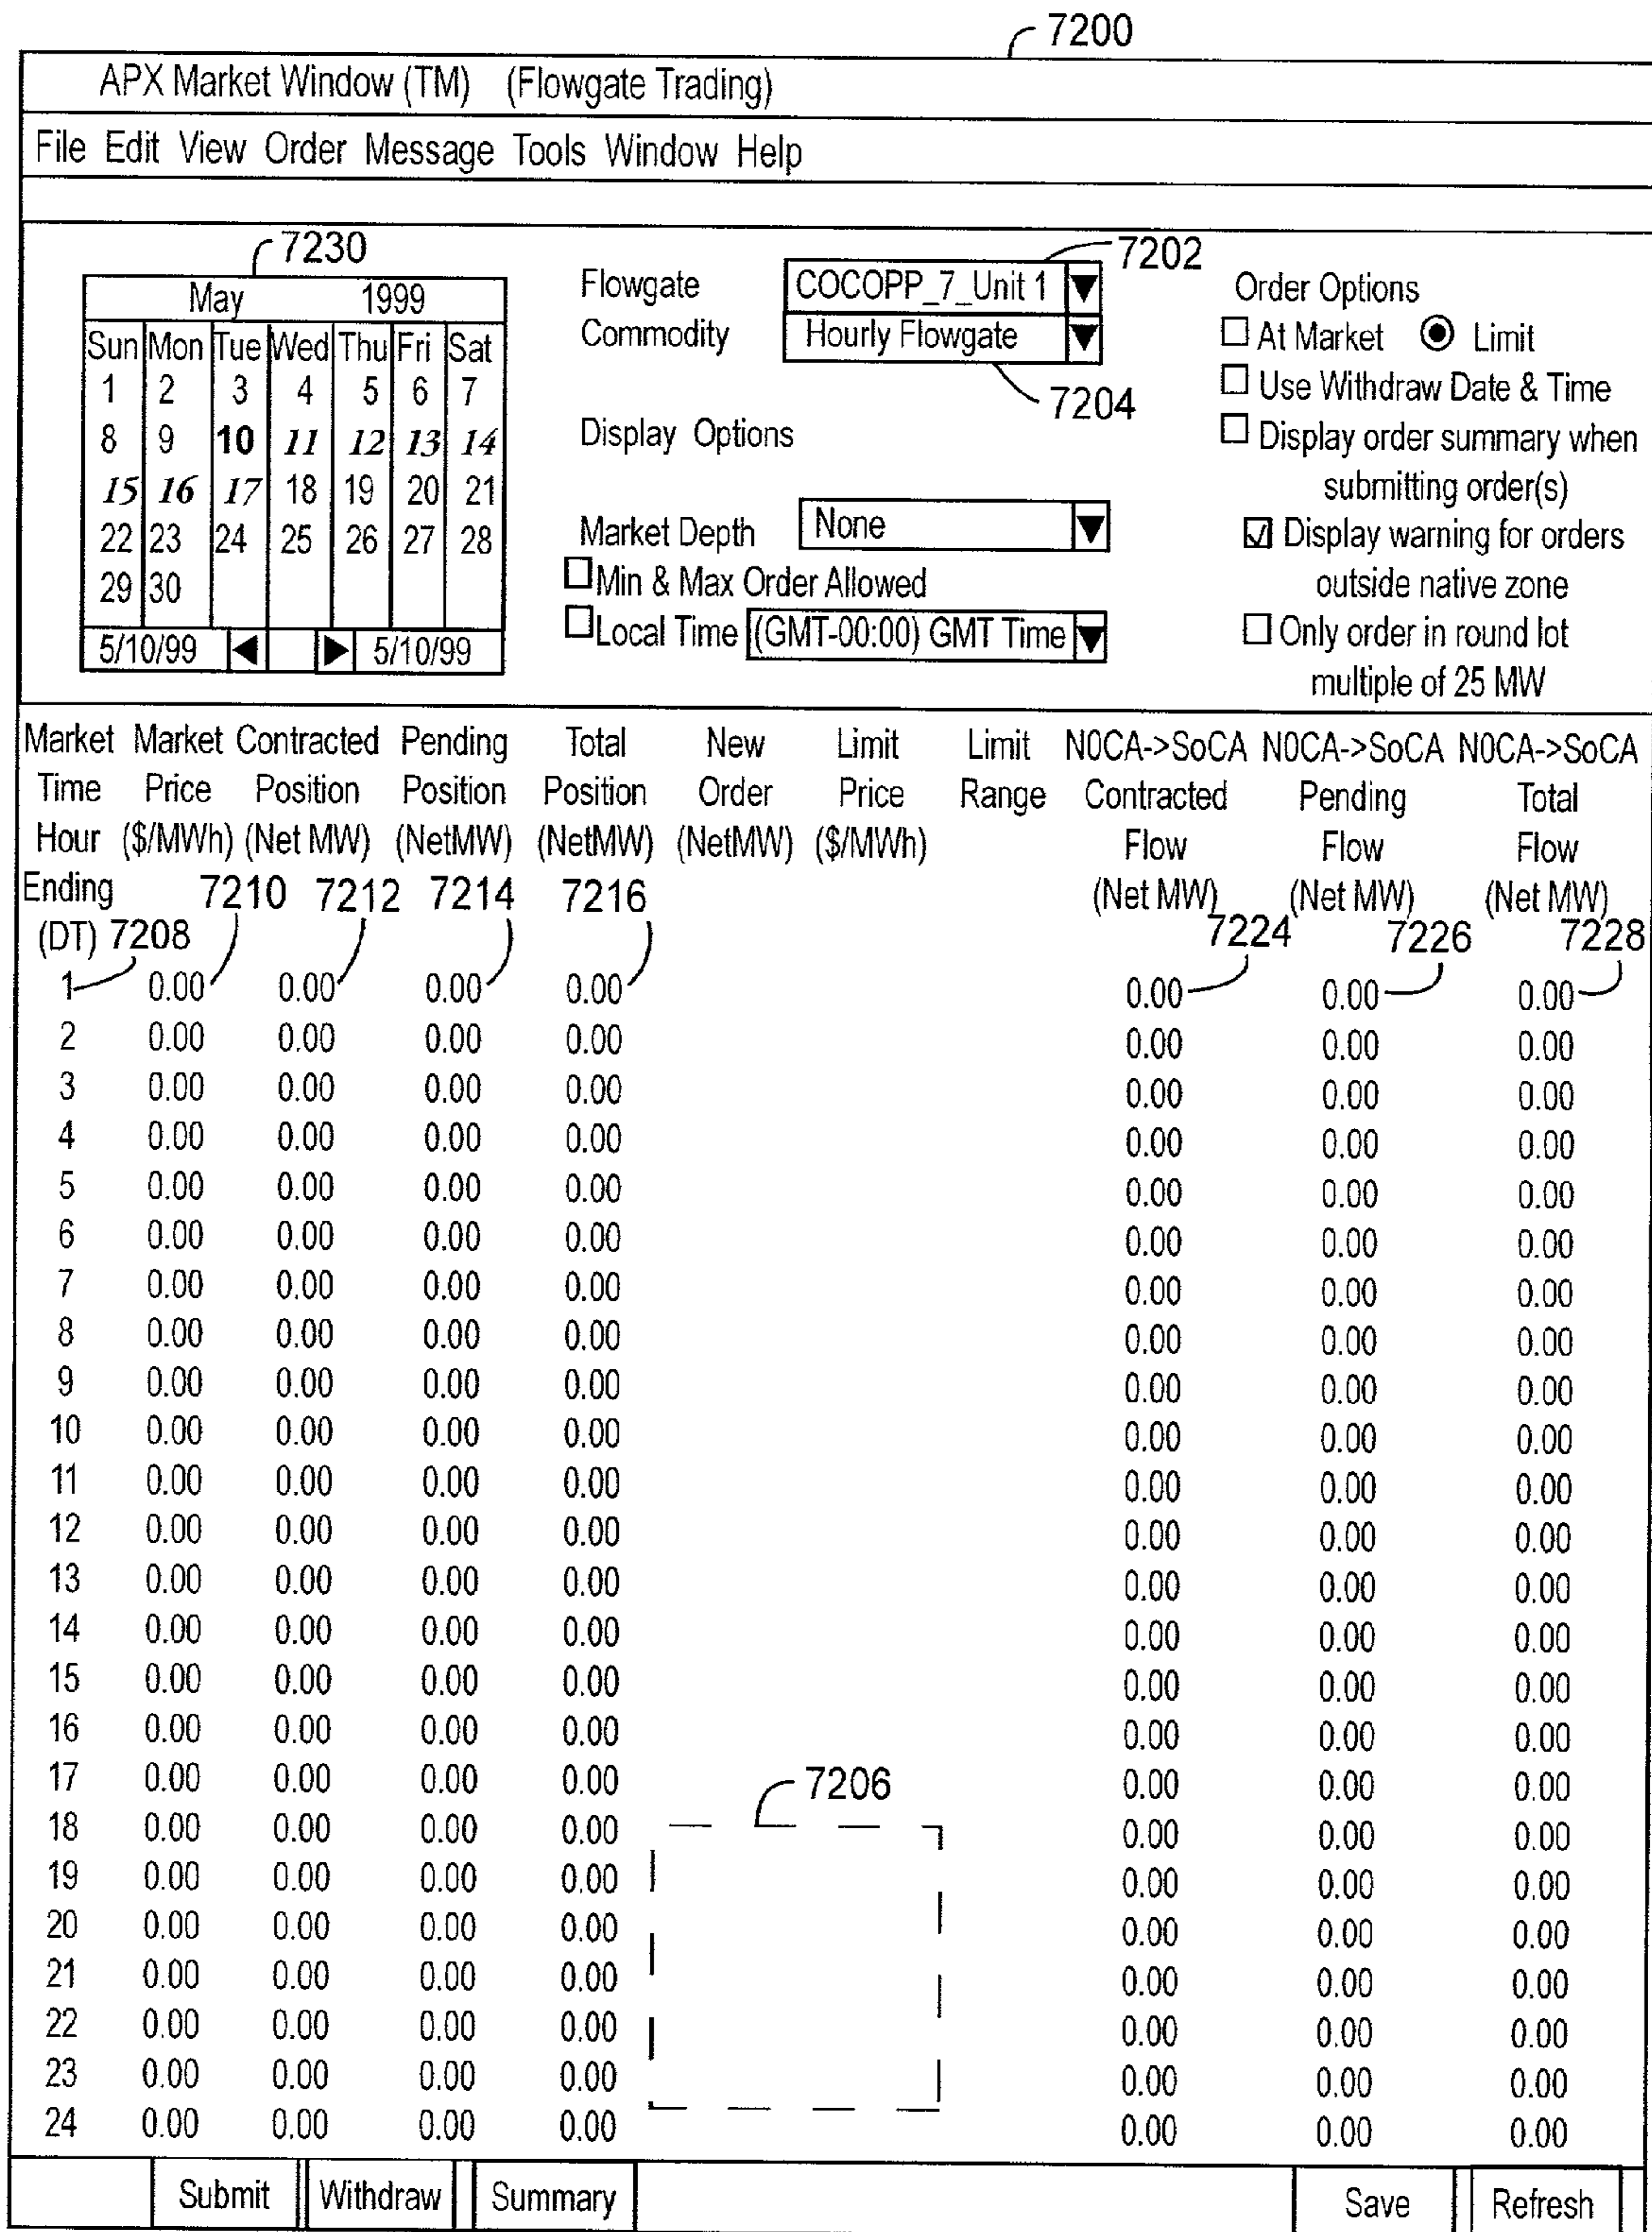 7200
APX Market Window (TM) (Flowgate Trading)
File Edit View Order Message Tools Window Help
7230
May 1999
Sun Mon Tue Wed Thu Fri Sat
1 2 3 4 5 6 7
8 9 10 11 12 13 14
15 16 17 18 19 20 21
22 23 24 25 26 27 28
29 30
5/10/99 5/10/99
Flowgate COCOPP_7_Unit 1 7202
Commodity Hourly Flowgate
7204
Display Options
Market Depth None
Min & Max Order Allowed
Local Time (GMT-00:00) GMT Time
Order Options
At Market Limit
Use Withdraw Date & Time
Display order summary when
submitting order(s)
Display warning for orders
outside native zone
Only order in round lot
multiple of 25 MW
Market Market Contracted Pending Total New Limit Limit N0CA->SoCA N0CA->SoCA N0CA->SoCA
Time Price Position Position Position Order Price Range Contracted Pending Total
Hour ($/MWh) (Net MW) (NetMW) (NetMW) (NetMW) ($/MWh) Flow Flow Flow
Ending 7210 7212 7214 7216 (Net MW) (Net MW) (Net MW)
(DT) 7208 7224 7226 7228
1 0.00 0.00 0.00 0.00 0.00 0.00 0.00
2 0.00 0.00 0.00 0.00 0.00 0.00 0.00
3 0.00 0.00 0.00 0.00 0.00 0.00 0.00
4 0.00 0.00 0.00 0.00 0.00 0.00 0.00
5 0.00 0.00 0.00 0.00 0.00 0.00 0.00
6 0.00 0.00 0.00 0.00 0.00 0.00 0.00
7 0.00 0.00 0.00 0.00 0.00 0.00 0.00
8 0.00 0.00 0.00 0.00 0.00 0.00 0.00
9 0.00 0.00 0.00 0.00 0.00 0.00 0.00
10 0.00 0.00 0.00 0.00 0.00 0.00 0.00
11 0.00 0.00 0.00 0.00 0.00 0.00 0.00
12 0.00 0.00 0.00 0.00 0.00 0.00 0.00
13 0.00 0.00 0.00 0.00 0.00 0.00 0.00
14 0.00 0.00 0.00 0.00 0.00 0.00 0.00
15 0.00 0.00 0.00 0.00 0.00 0.00 0.00
16 0.00 0.00 0.00 0.00 0.00 0.00 0.00
17 0.00 0.00 0.00 0.00 7206 0.00 0.00 0.00
18 0.00 0.00 0.00 0.00 0.00 0.00 0.00
19 0.00 0.00 0.00 0.00 0.00 0.00 0.00
20 0.00 0.00 0.00 0.00 0.00 0.00 0.00
21 0.00 0.00 0.00 0.00 0.00 0.00 0.00
22 0.00 0.00 0.00 0.00 0.00 0.00 0.00
23 0.00 0.00 0.00 0.00 0.00 0.00 0.00
24 0.00 0.00 0.00 0.00 0.00 0.00 0.00
Submit Withdraw Summary Save Refresh